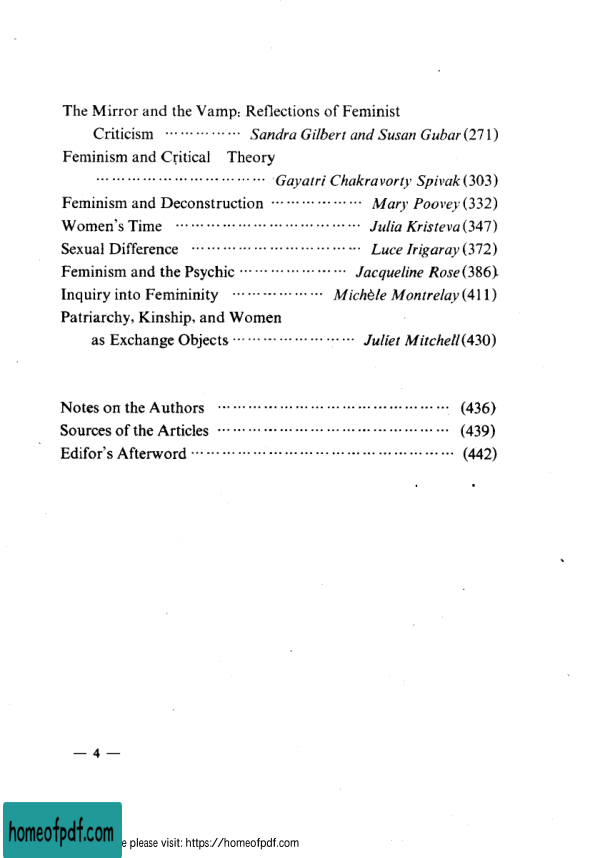 The Mirror and the Vamp: Reflections of Feminist
Criticism …………… Sandra Gilbert and Susan Gubar(271)
Feminism and Critical Theory
…………………………… Gayatri Chakravorty Spivak(303)
Feminism and Deconstruction ……………… Mary Poovey(332)
Women's Time ……………………………… Julia Kristeva(347)
Sexual Difference …………………………… Luce Irigaray(372)
Feminism and the Psychic ………………… Jacqueline Rose(386)
Inquiry into Femininity ……………… Michèle Montrelay(411)
Patriarchy, Kinship, and Women
as Exchange Objects …………………… Juliet Mitchell(430)
Notes on the Authors ……………………………………… (436)
Sources of the Articles ……………………………………… (439)
Edifor's Afterword …………………………………………… (442)
— 4 —
homeofpdf.com
e please visit: https://homeofpdf.com